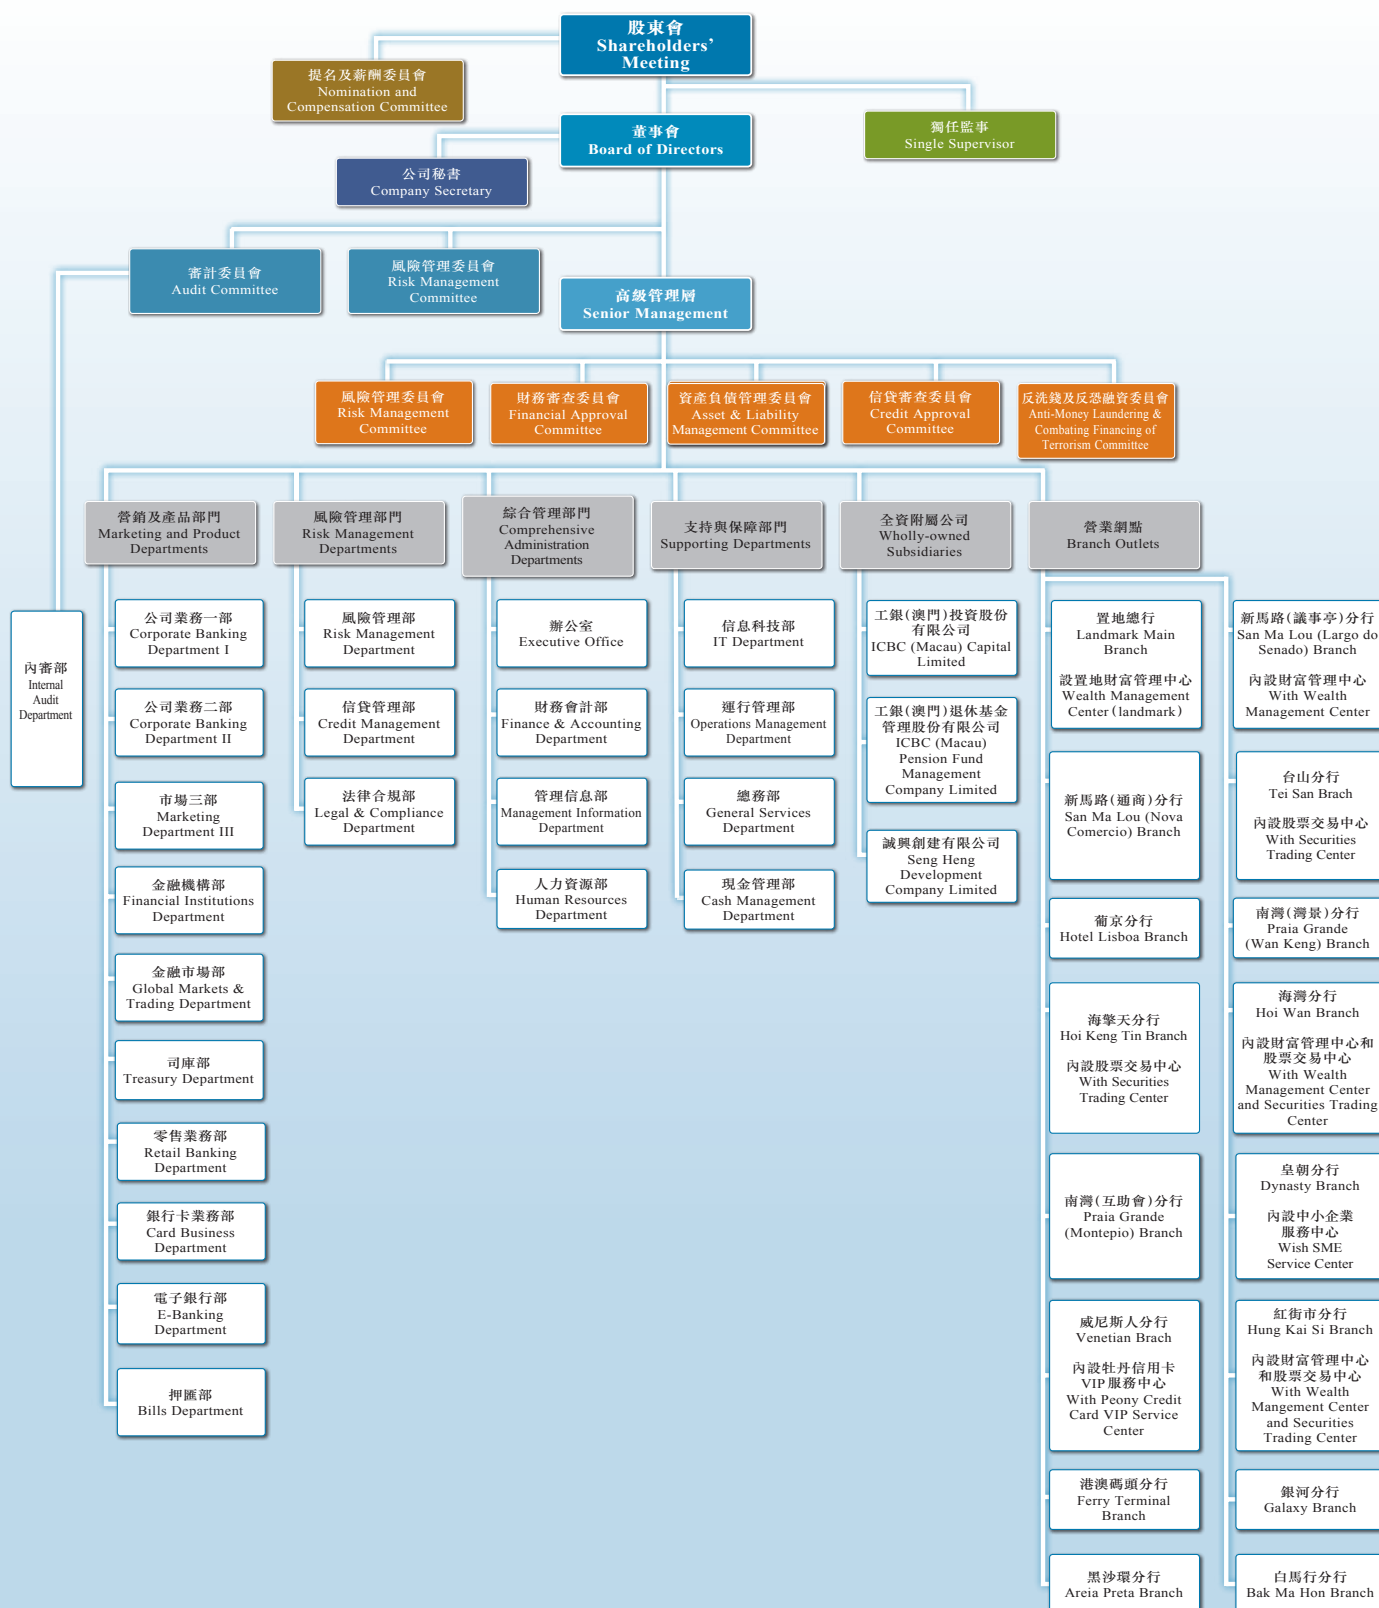 股東會
Shareholders’
Meeting
提名及薪酬委員會
Nomination and
Compensation Committee
董事會
Board of Directors
獨任監事
Single Supervisor
公司秘書
Company Secretary
審計委員會
Audit Committee
風險管理委員會
Risk Management
Committee
高級管理層
Senior Management
風險管理委員會
Risk Management
Committee
財務審查委員會
Financial Approval
Committee
資產負債管理委員會
Asset & Liability
Management Committee
信貸審查委員會
Credit Approval
Committee
反洗錢及反恐融資委員會
Anti-Money Laundering &
Combating Financing of
Terrorism Committee
營銷及產品部門
Marketing and Product
Departments
風險管理部門
Risk Management
Departments
綜合管理部門
Comprehensive
Administration
Departments
支持與保障部門
Supporting Departments
全資附屬公司
Wholly-owned
Subsidiaries
營業網點
Branch Outlets
內審部
Internal
Audit
Department
公司業務一部
Corporate Banking
Department I
公司業務二部
Corporate Banking
Department II
市場三部
Marketing
Department III
金融機構部
Financial Institutions
Department
金融市場部
Global Markets &
Trading Department
司庫部
Treasury Department
零售業務部
Retail Banking
Department
銀行卡業務部
Card Business
Department
電子銀行部
E-Banking
Department
押匯部
Bills Department
風險管理部
Risk Management
Department
信貸管理部
Credit Management
Department
法律合規部
Legal & Compliance
Department
辦公室
Executive Office
財務會計部
Finance & Accounting
Department
管理信息部
Management Information
Department
人力資源部
Human Resources
Department
信息科技部
IT Department
運行管理部
Operations Management
Department
總務部
General Services
Department
現金管理部
Cash Management
Department
工銀(澳門)投資股份
有限公司
ICBC (Macau) Capital
Limited
工銀(澳門)退休基金
管理股份有限公司
ICBC (Macau)
Pension Fund
Management
Company Limited
誠興創建有限公司
Seng Heng
Development
Company Limited
置地總行
Landmark Main
Branch
設置地財富管理中心
Wealth Management
Center (landmark)
新馬路(通商)分行
San Ma Lou (Nova
Comercio) Branch
葡京分行
Hotel Lisboa Branch
海擎天分行
Hoi Keng Tin Branch
內設股票交易中心
With Securities
Trading Center
南灣(互助會)分行
Praia Grande
(Montepio) Branch
威尼斯人分行
Venetian Brach
內設牡丹信用卡
VIP服務中心
With Peony Credit
Card VIP Service
Center
港澳碼頭分行
Ferry Terminal
Branch
黑沙環分行
Areia Preta Branch
新馬路(議事亭)分行
San Ma Lou (Largo do
Senado) Branch
內設財富管理中心
With Wealth
Management Center
台山分行
Tei San Brach
內設股票交易中心
With Securities
Trading Center
南灣(灣景)分行
Praia Grande
(Wan Keng) Branch
海灣分行
Hoi Wan Branch
內設財富管理中心和
股票交易中心
With Wealth
Management Center
and Securities Trading
Center
皇朝分行
Dynasty Branch
內設中小企業
服務中心
Wish SME
Service Center
紅街市分行
Hung Kai Si Branch
內設財富管理中心
和股票交易中心
With Wealth
Mangement Center
and Securities
Trading Center
銀河分行
Galaxy Branch
白馬行分行
Bak Ma Hon Branch